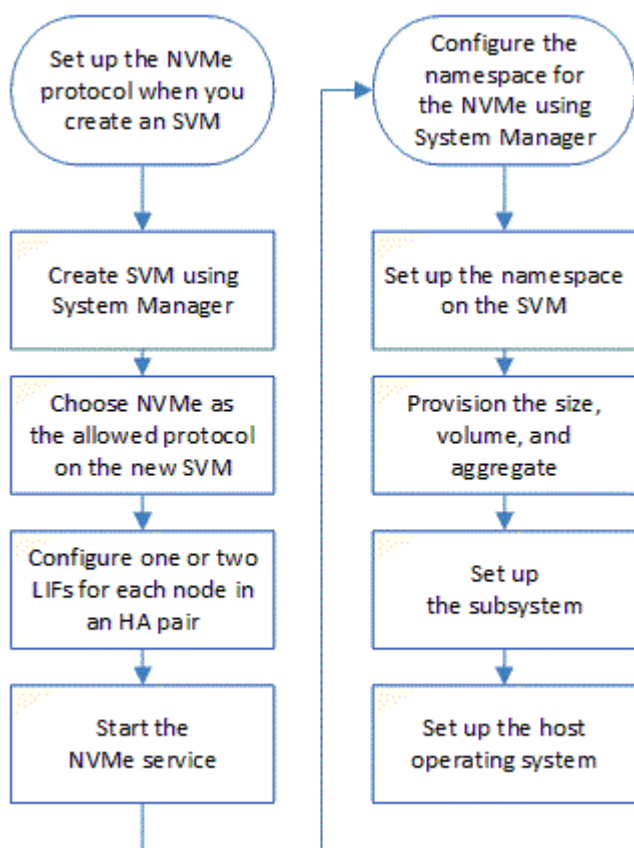 Set up the NVMe
protocol when you
create an SVM
Create SVM using
System Manager
Choose NVMe as
the allowed protocol
on the new SVM
Configure one or two
LIFs for each node in
an HA pair
Start the
NVMe service
Configure the
namespace for
the NVMe using
System Manager
Set up the namespace
on the SVM
Provision the size,
volume, and
aggregate
Set up
the subsystem
Set up the host
operating system